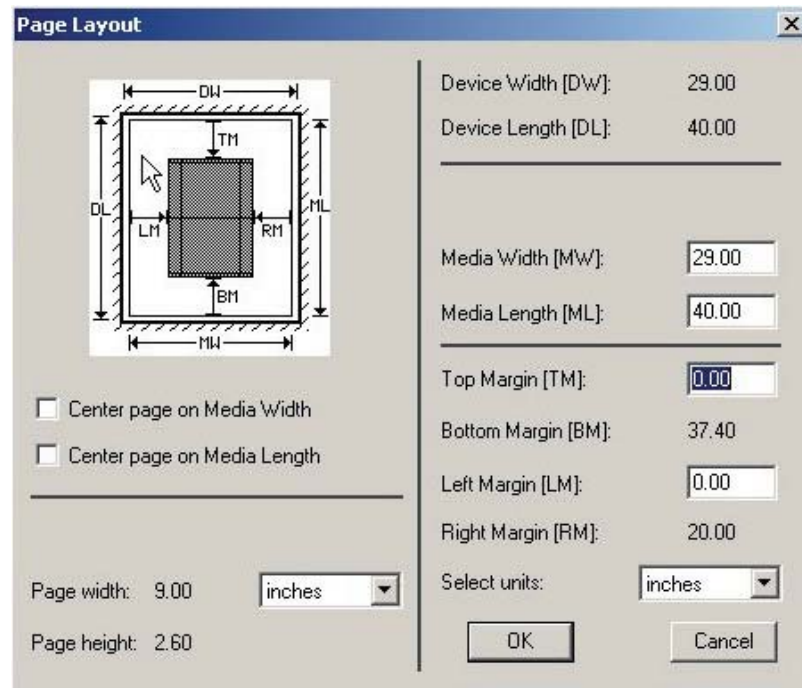 Page Layout
DW
TM
DL
ML
LM
RM
BM
MW
Center page on Media Width
Center page on Media Length
Page width: 9.00 inches
Page height: 2.60
Device Width [DW]: 29.00
Device Length [DL]: 40.00
Media Width [MW]: 29.00
Media Length [ML]: 40.00
Top Margin [TM]: 0.00
Bottom Margin [BM]: 37.40
Left Margin [LM]: 0.00
Right Margin [RM]: 20.00
Select units: inches
OK Cancel